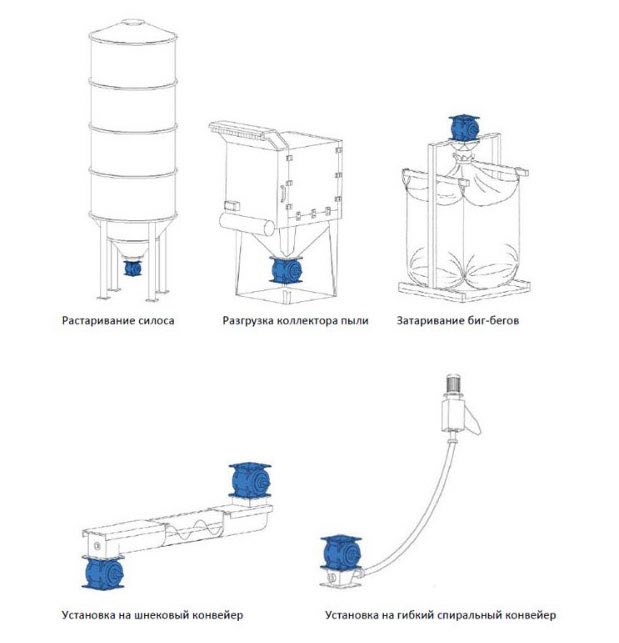 Растаривание силоса
Разгрузка коллектора пыли
Затаривание биг-бегов
Установка на шнековый конвейер
Установка на гибкий спиральный конвейер